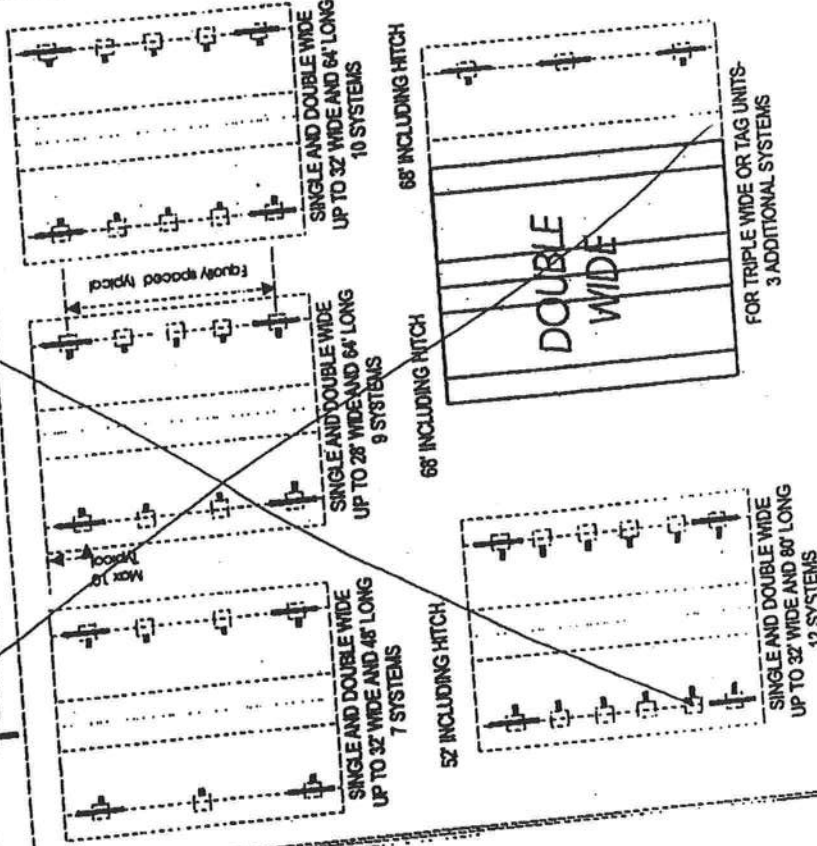 SINGLE AND DOUBLE WIDE
UP TO 32' WIDE AND 64' LONG
10 SYSTEMS
Equally spaced typical
SINGLE AND DOUBLE WIDE
UP TO 28' WIDE AND 64' LONG
9 SYSTEMS
Max 10
Typical
SINGLE AND DOUBLE WIDE
UP TO 32' WIDE AND 48' LONG
7 SYSTEMS
68' INCLUDING HITCH
68' INCLUDING HITCH
52' INCLUDING HITCH
DOUBLE
WIDE
FOR TRIPLE WIDE OR TAG UNITS-
3 ADDITIONAL SYSTEMS
SINGLE AND DOUBLE WIDE
UP TO 32' WIDE AND 80' LONG
12 SYSTEMS